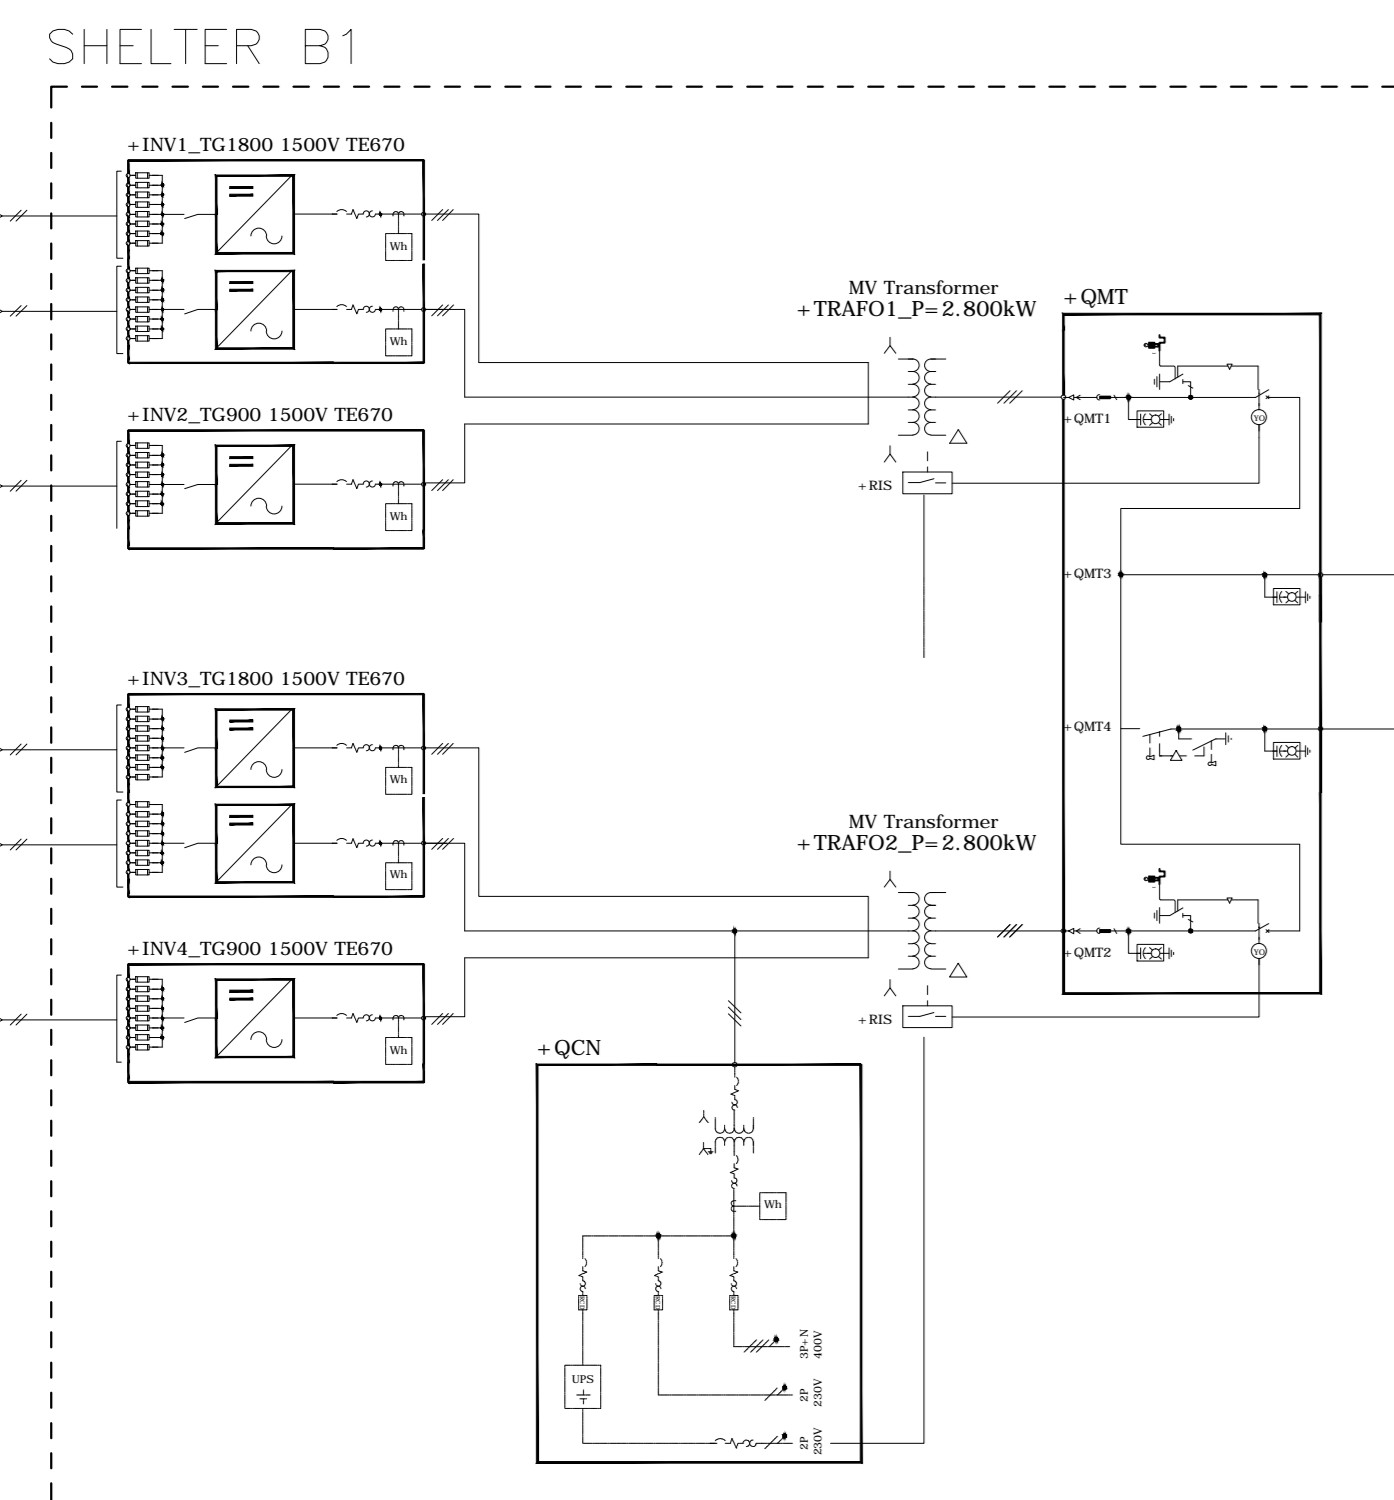 SHELTER B1
+INV1_TG1800 1500V TE670
Wh
Wh
+INV2_TG900 1500V TE670
Wh
MV Transformer
+TRAFO1_P=2.800kW
+RIS
+QMT
+QMT1
YO
+QMT3
+QMT4
+QMT2
YO
+INV3_TG1800 1500V TE670
Wh
Wh
+INV4_TG900 1500V TE670
Wh
MV Transformer
+TRAFO2_P=2.800kW
+RIS
+QCN
Wh
UPS
3P+N
400V
2P
230V
2P
230V